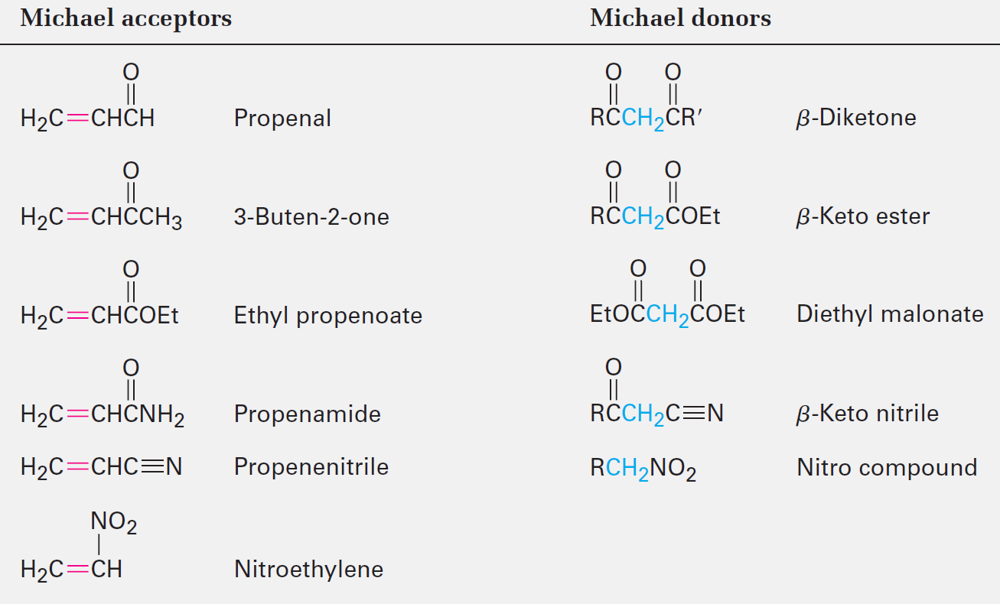 Michael acceptors Michael donors
O O O
H₂C=CHCH Propenal RCCH₂CR′ β-Diketone
O O O
H₂C=CHCCH₃ 3-Buten-2-one RCCH₂COEt β-Keto ester
O O O
H₂C=CHCOEt Ethyl propenoate EtOCCH₂COEt Diethyl malonate
O O
H₂C=CHCNH₂ Propenamide RCCH₂C≡N β-Keto nitrile
H₂C=CHC≡N Propenenitrile RCH₂NO₂ Nitro compound
NO₂
H₂C=CH Nitroethylene